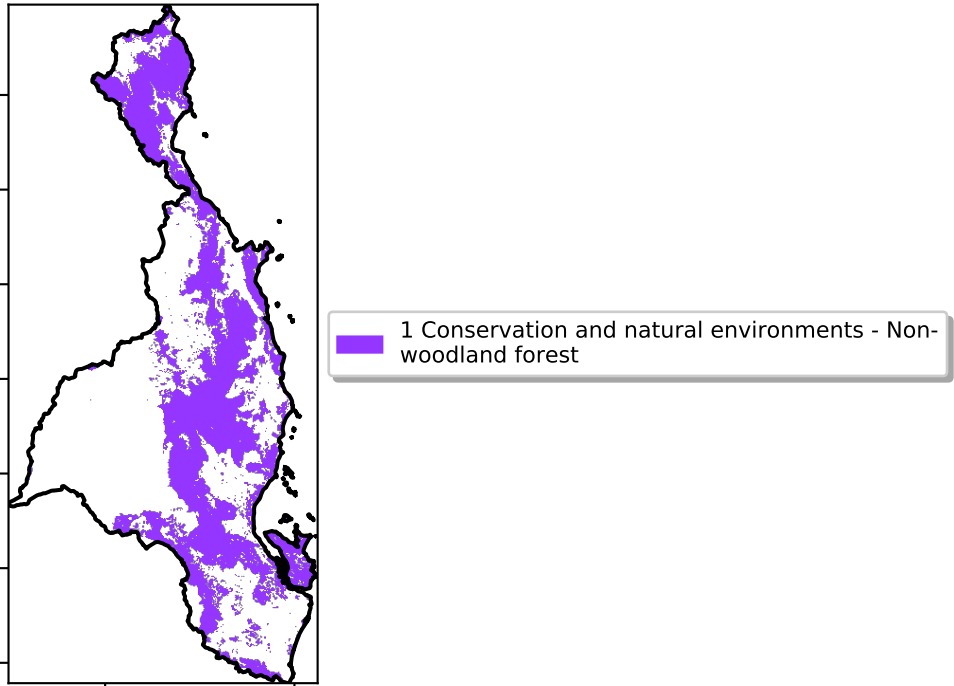 1 Conservation and natural environments - Non-
woodland forest